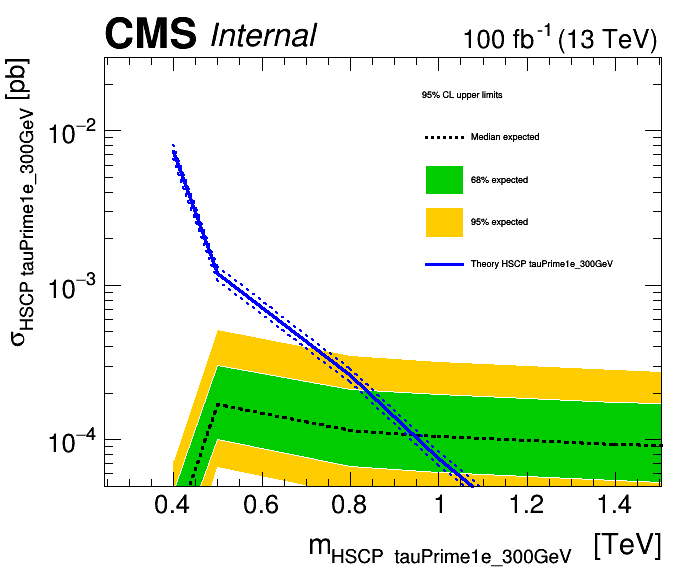 CMS Internal 100 fb⁻¹ (13 TeV)
σHSCP tauPrime1e_300GeV [pb]
95% CL upper limits
Median expected
68% expected
95% expected
Theory HSCP tauPrime1e_300GeV
10⁻²
10⁻³
10⁻⁴
0.4 0.6 0.8 1 1.2 1.4
mHSCP tauPrime1e_300GeV [TeV]